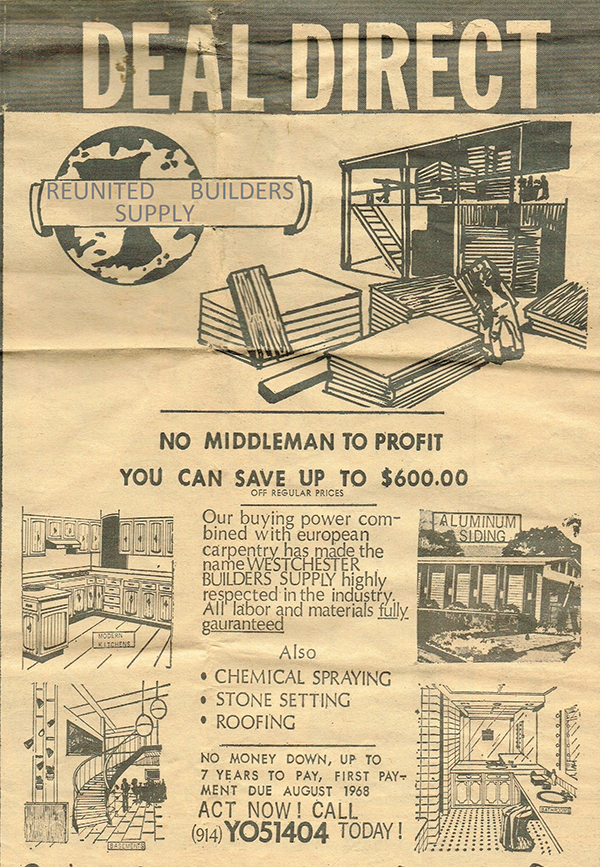 DEAL DIRECT
REUNITED BUILDERS
SUPPLY
NO MIDDLEMAN TO PROFIT
YOU CAN SAVE UP TO $600.00
OFF REGULAR PRICES
Our buying power com-
bined with european
carpentry has made the
name WESTCHESTER
BUILDERS SUPPLY highly
respected in the industry.
All labor and materials fully
gauranteed
MODERN
KITCHENS
ALUMINUM
SIDING
Also
• CHEMICAL SPRAYING
• STONE SETTING
• ROOFING
NO MONEY DOWN, UP TO
7 YEARS TO PAY, FIRST PAY-
MENT DUE AUGUST 1968
ACT NOW! CALL
(914) YO51404 TODAY!
BASEMENTS